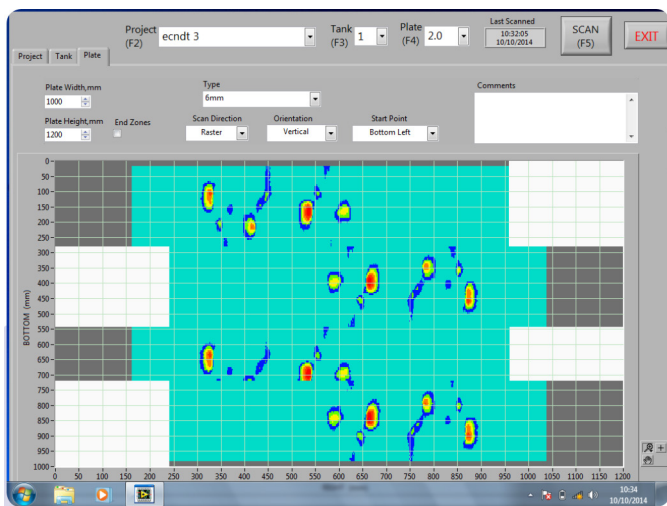 Project (F2) ecndt 3
Tank (F3) 1
Plate (F4) 2.0
Last Scanned
10:32:05
10/10/2014
SCAN (F5)
EXIT
Project Tank Plate
Plate Width,mm
1000
Plate Height,mm
1200
End Zones
Type
6mm
Scan Direction
Raster
Orientation
Vertical
Start Point
Bottom Left
Comments
BOTTOM (mm)
0
50
100
150
200
250
300
350
400
450
500
550
600
650
700
750
800
850
900
950
1000
0 50 100 150 200 250 300 350 400 450 500 550 600 650 700 750 800 850 900 950 1000 1050 1100 1150 1200
10:34
10/10/2014